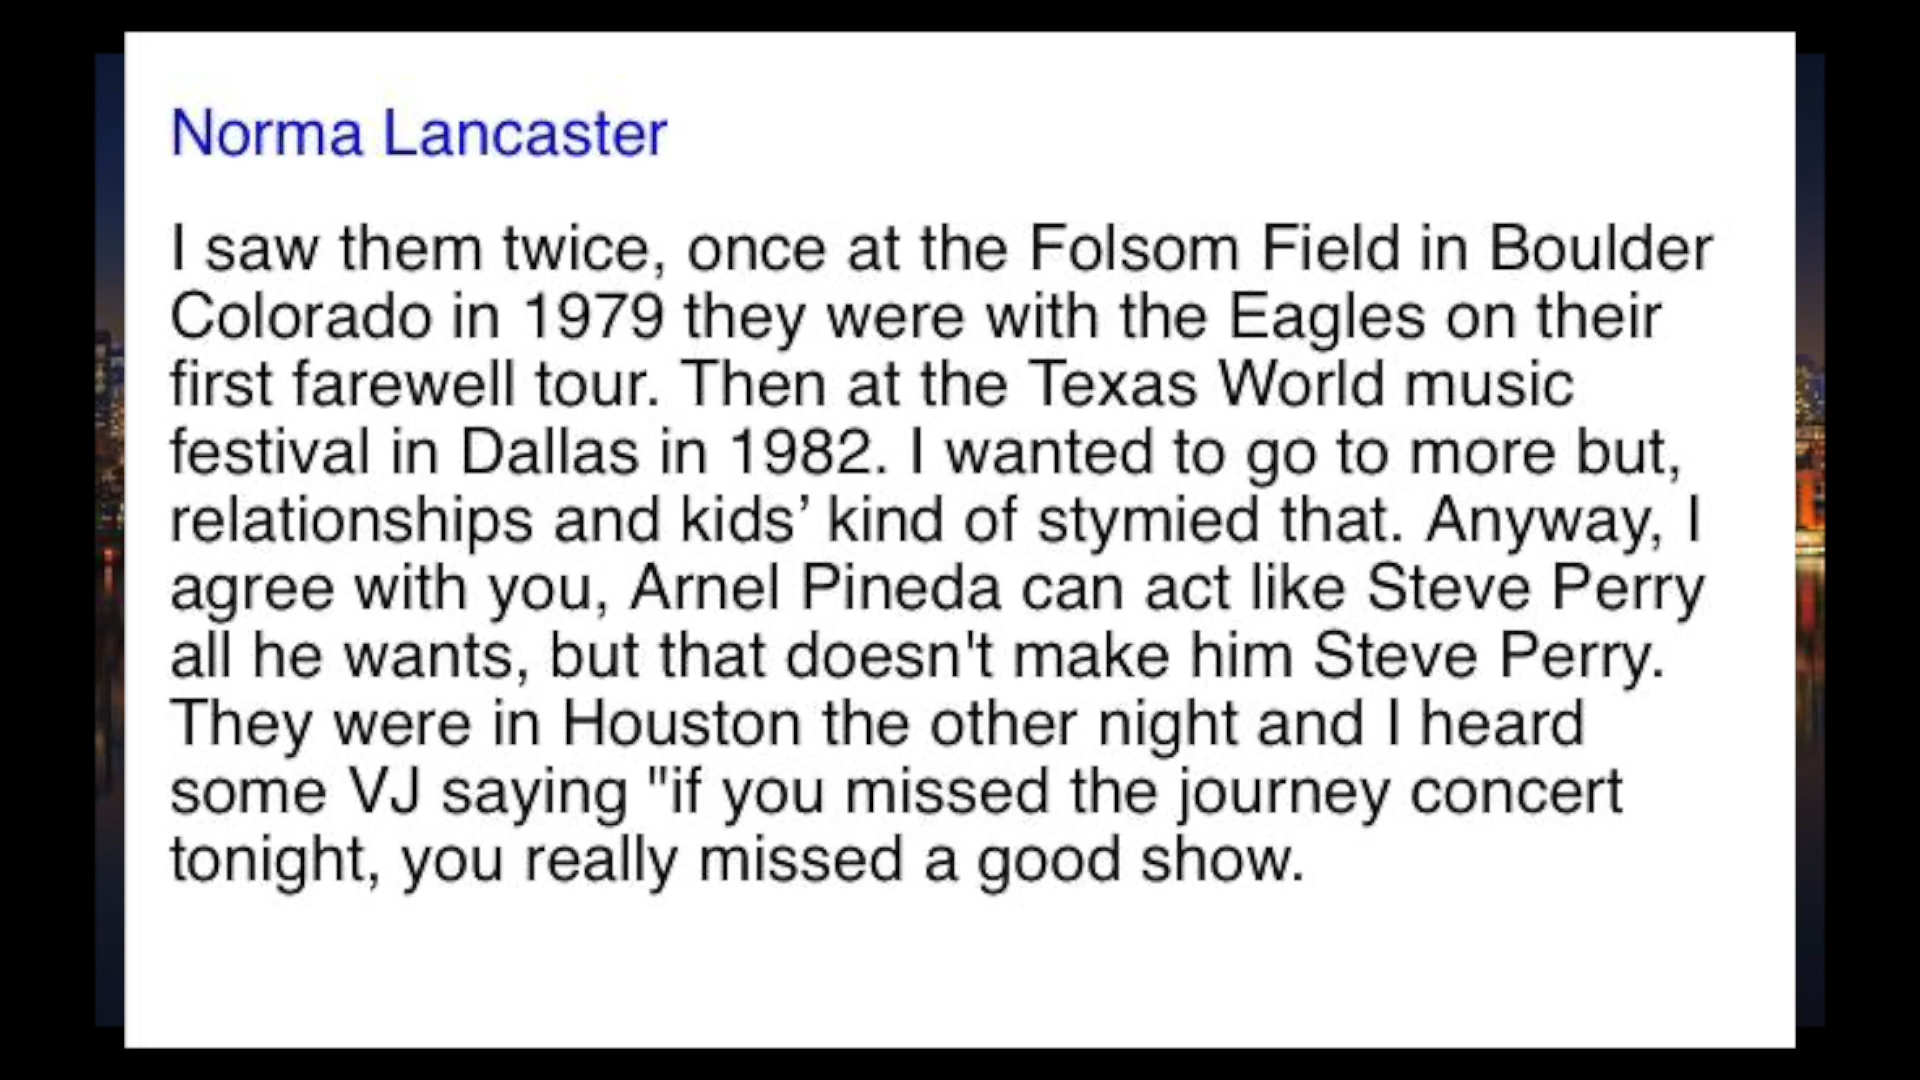 Norma Lancaster
I saw them twice, once at the Folsom Field in Boulder
Colorado in 1979 they were with the Eagles on their
first farewell tour. Then at the Texas World music
festival in Dallas in 1982. I wanted to go to more but,
relationships and kids’ kind of stymied that. Anyway, I
agree with you, Arnel Pineda can act like Steve Perry
all he wants, but that doesn't make him Steve Perry.
They were in Houston the other night and I heard
some VJ saying "if you missed the journey concert
tonight, you really missed a good show.